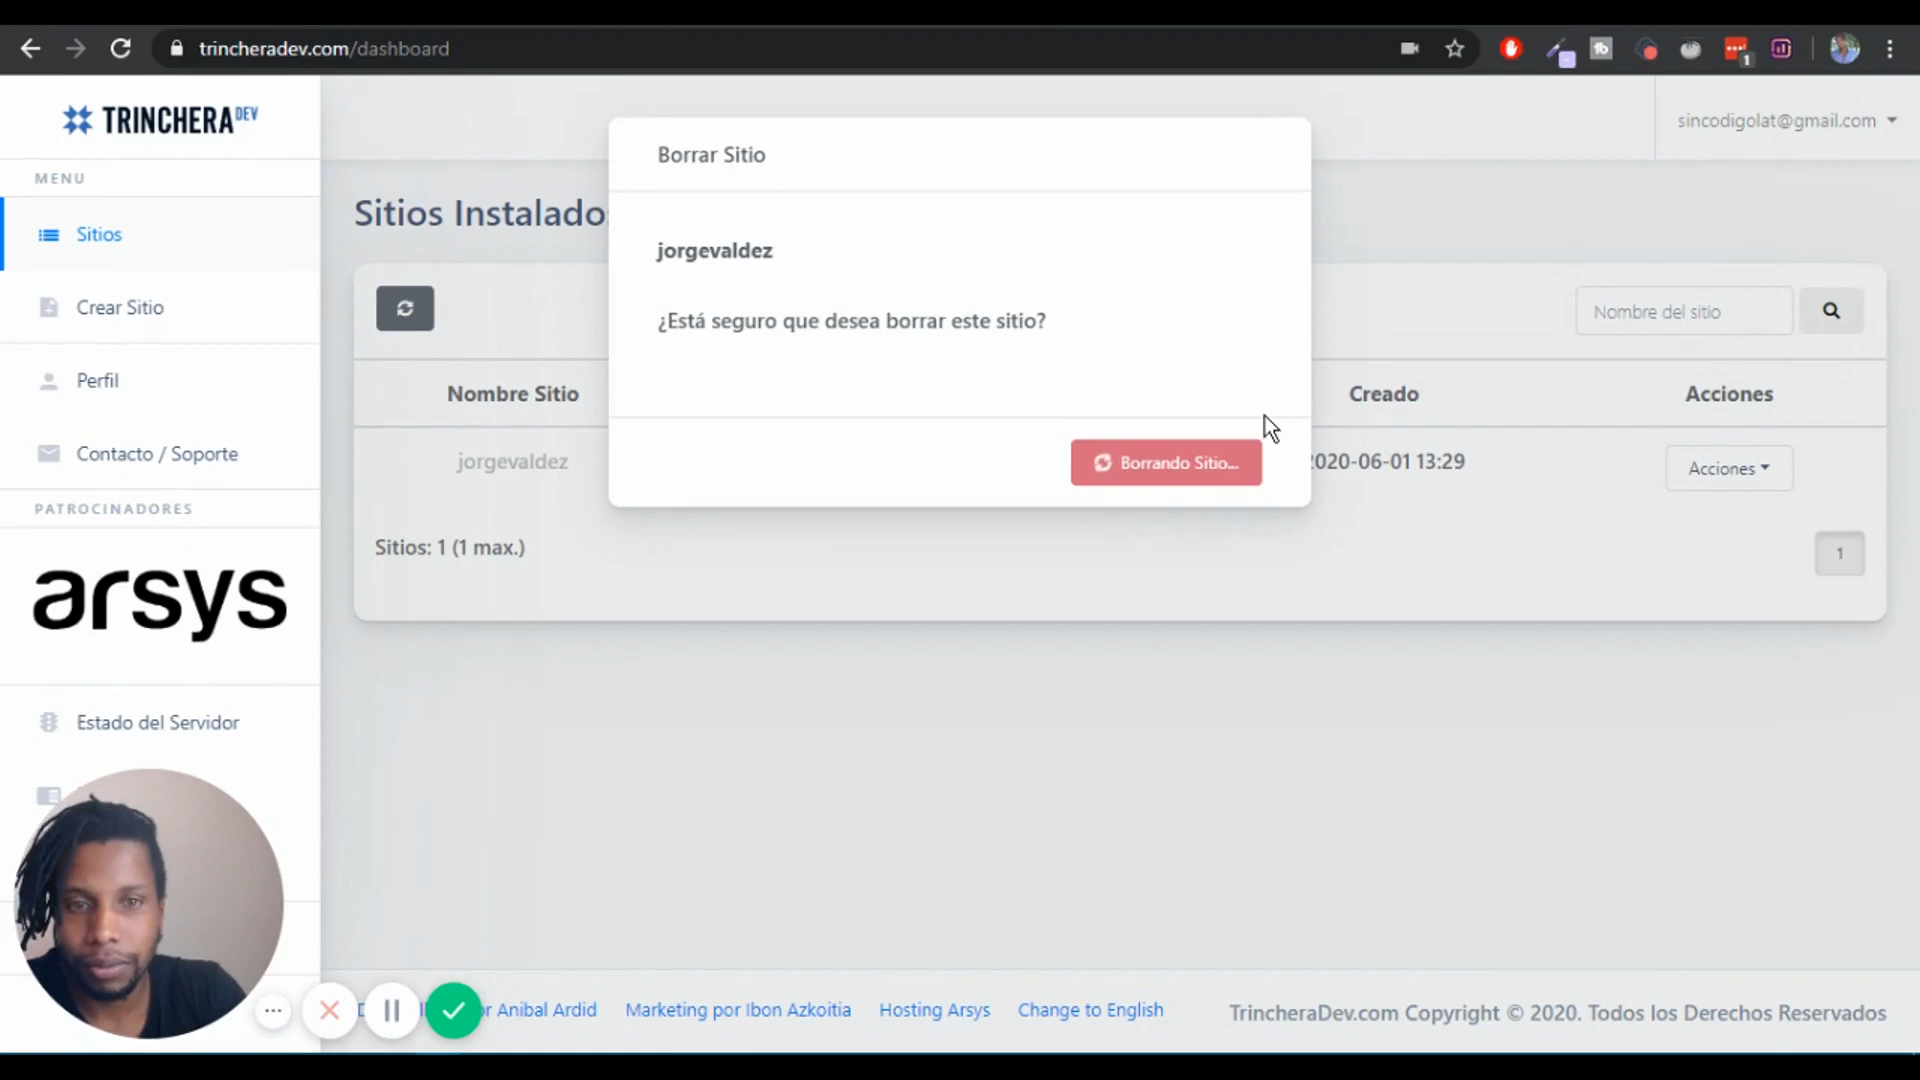 trincheradev.com/dashboard
1
TRINCHERA DEV
sincodigolat@gmail.com
MENU
Sitios
Crear Sitio
Perfil
Contacto / Soporte
PATROCINADORES
arsys
Estado del Servidor
Sitios
Nombre del sitio
Nombre Sitio
Creado
Acciones
jorgevaldez
2020-06-01 13:29
Acciones
Sitios: 1 (1 max.)
1
Borrar Sitio
jorgevaldez
¿Está seguro que desea borrar este sitio?
Borrando Sitio...
Anibal Ardid
Marketing por Ibon Azkoitia
Hosting Arsys
Change to English
TrincheraDev.com Copyright © 2020. Todos los Derechos Reservados